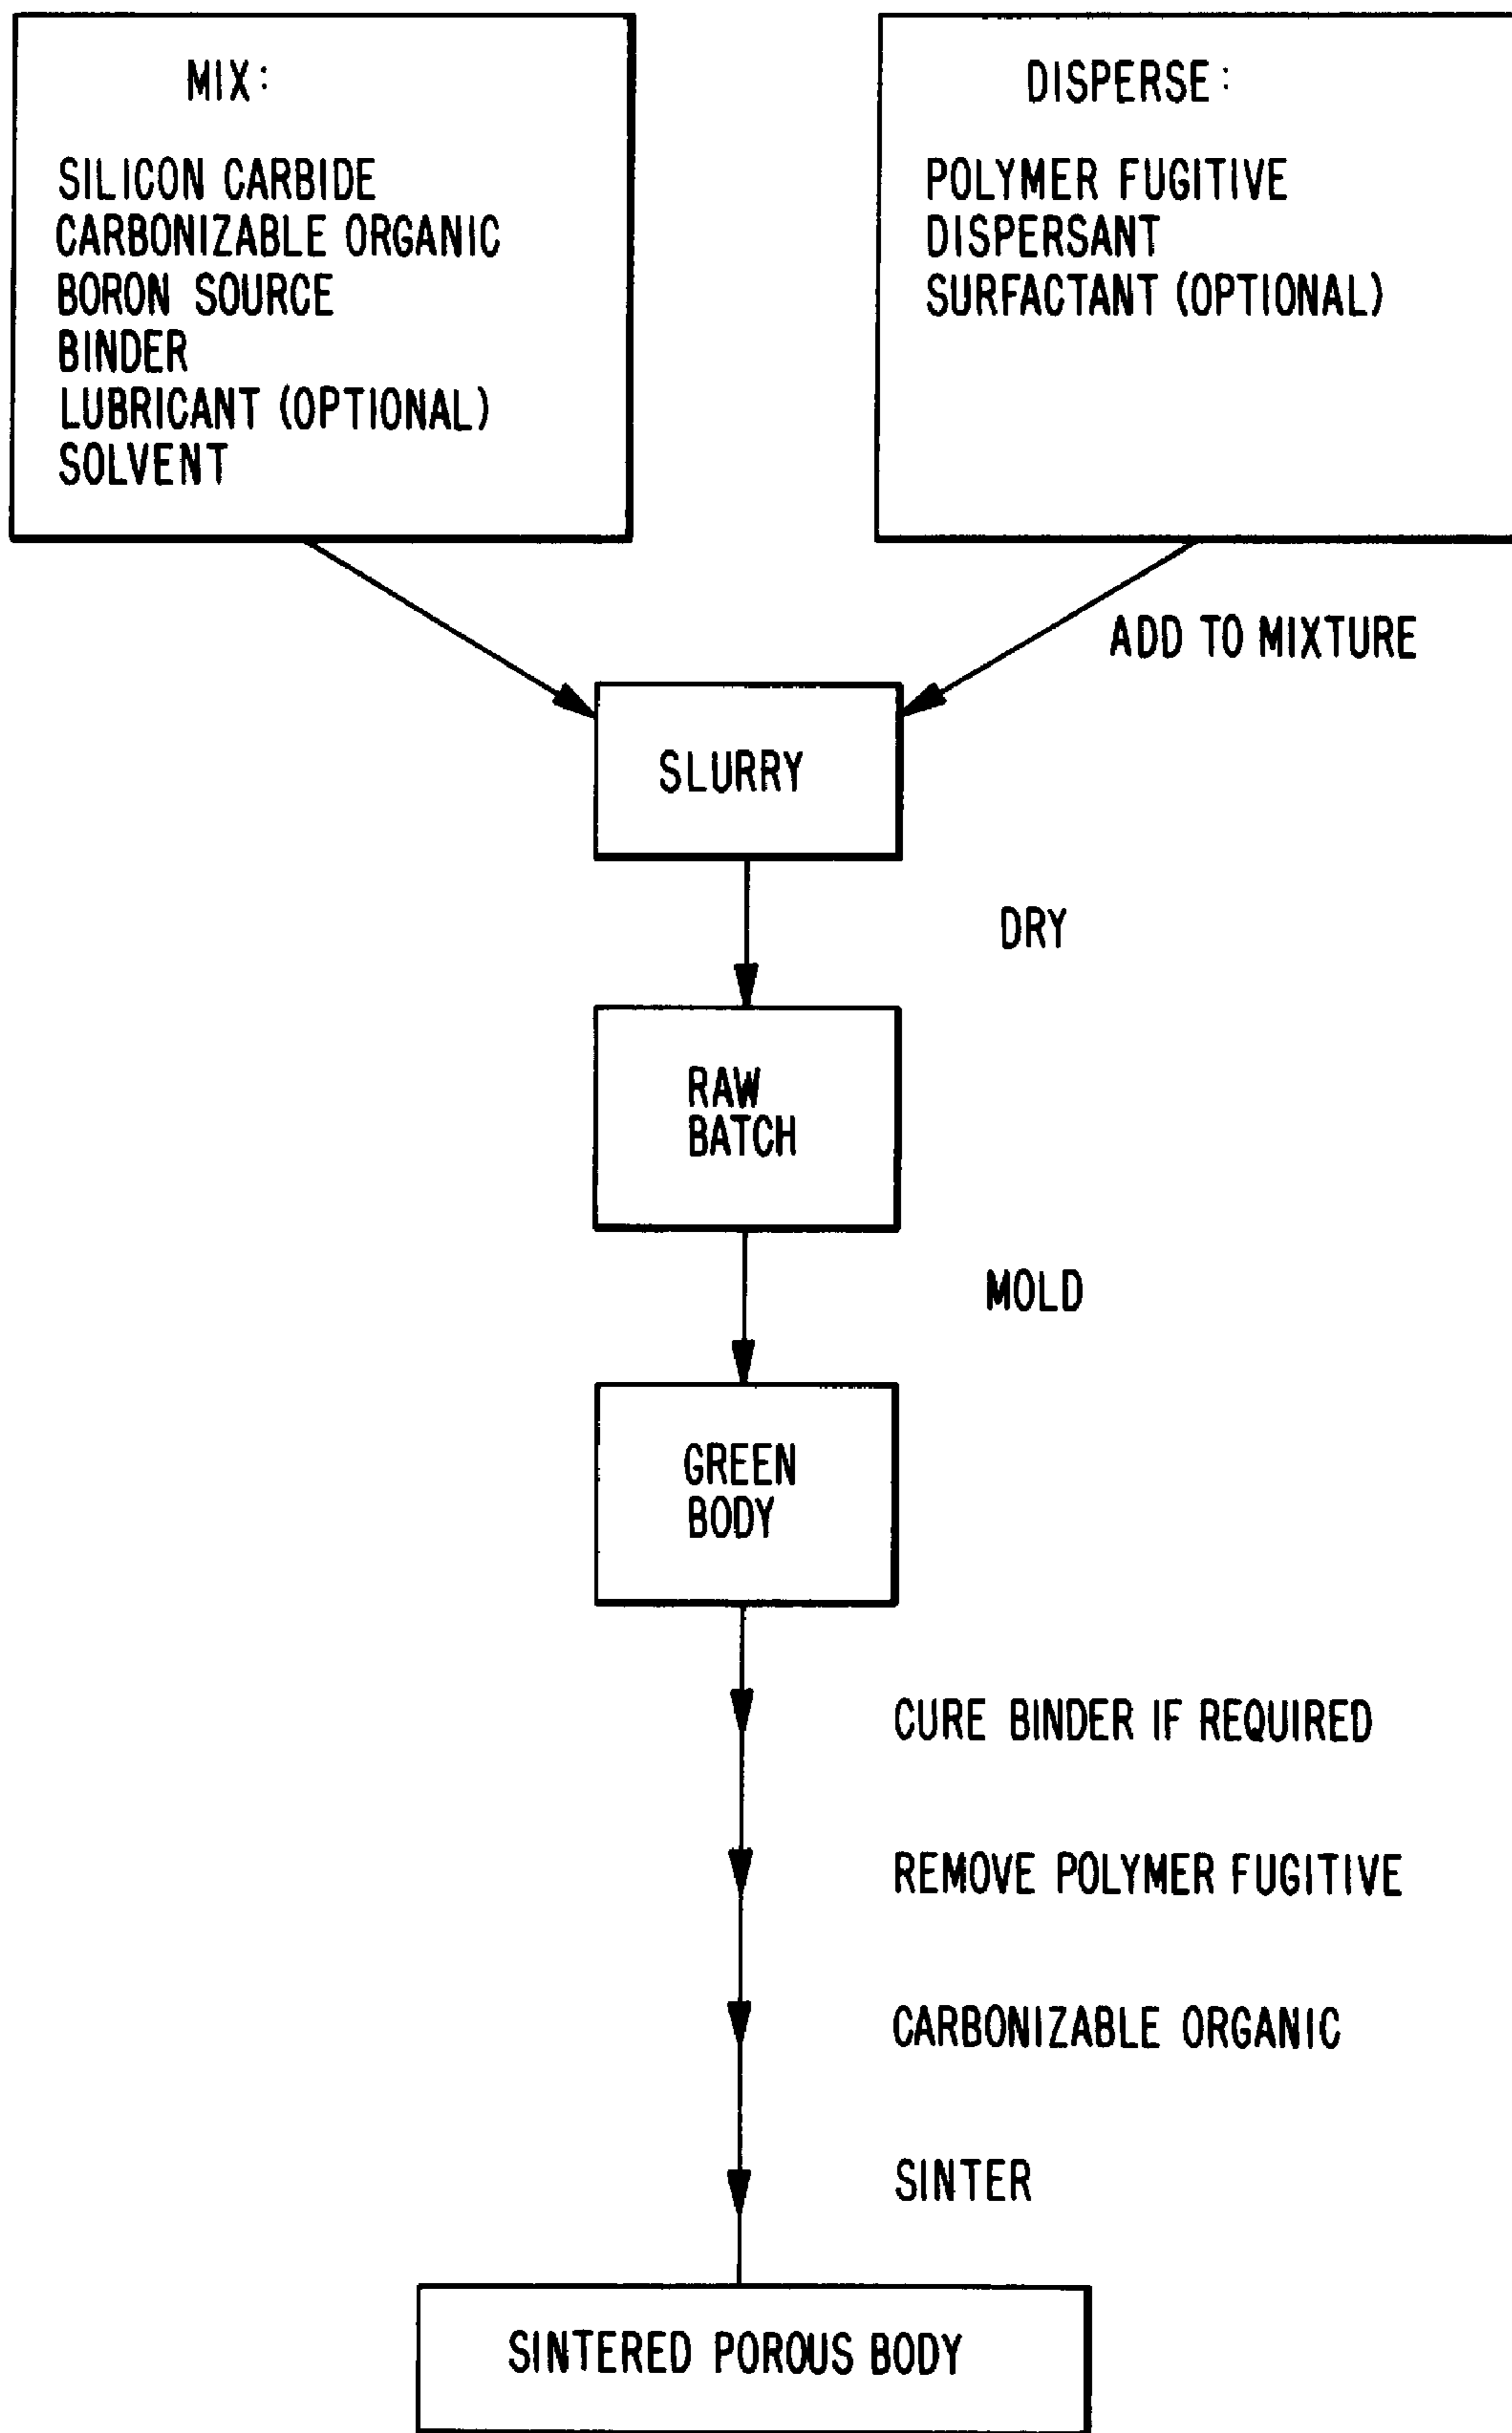 MIX:
SILICON CARBIDE
CARBONIZABLE ORGANIC
BORON SOURCE
BINDER
LUBRICANT (OPTIONAL)
SOLVENT
DISPERSE:
POLYMER FUGITIVE
DISPERSANT
SURFACTANT (OPTIONAL)
ADD TO MIXTURE
SLURRY
DRY
RAW
BATCH
MOLD
GREEN
BODY
CURE BINDER IF REQUIRED
REMOVE POLYMER FUGITIVE
CARBONIZABLE ORGANIC
SINTER
SINTERED POROUS BODY